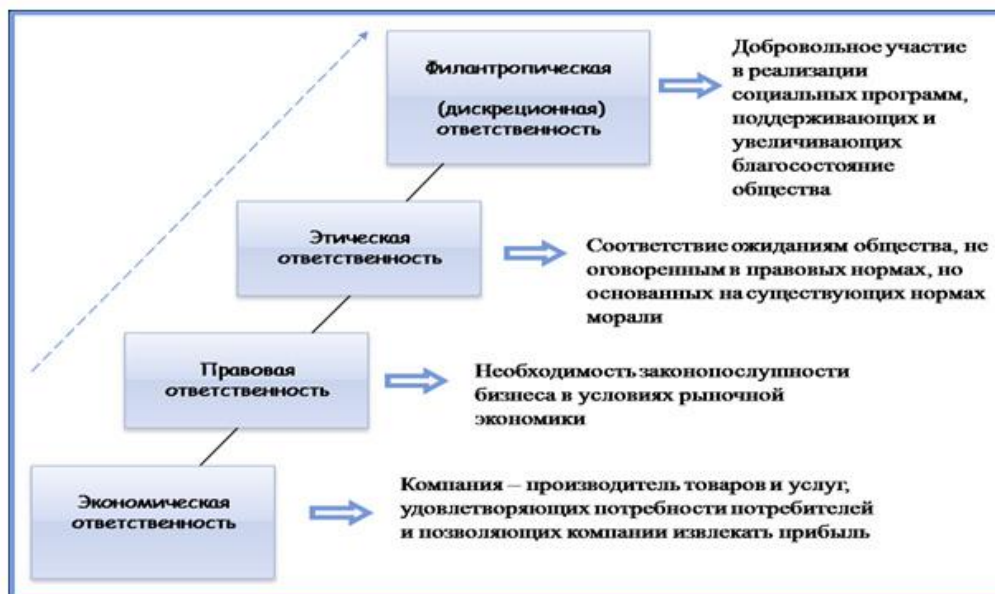 Филантропическая
(дискреционная)
ответственность
Добровольное участие
в реализации
социальных программ,
поддерживающих и
увеличивающих
благосостояние
общества
Этическая
ответственность
Соответствие ожиданиям общества, не
оговоренным в правовых нормах, но
основанных на существующих нормах
морали
Правовая
ответственность
Необходимость законопослушности
бизнеса в условиях рыночной
экономики
Экономическая
ответственность
Компания – производитель товаров и услуг,
удовлетворяющих потребности потребителей
и позволяющих компании извлекать прибыль